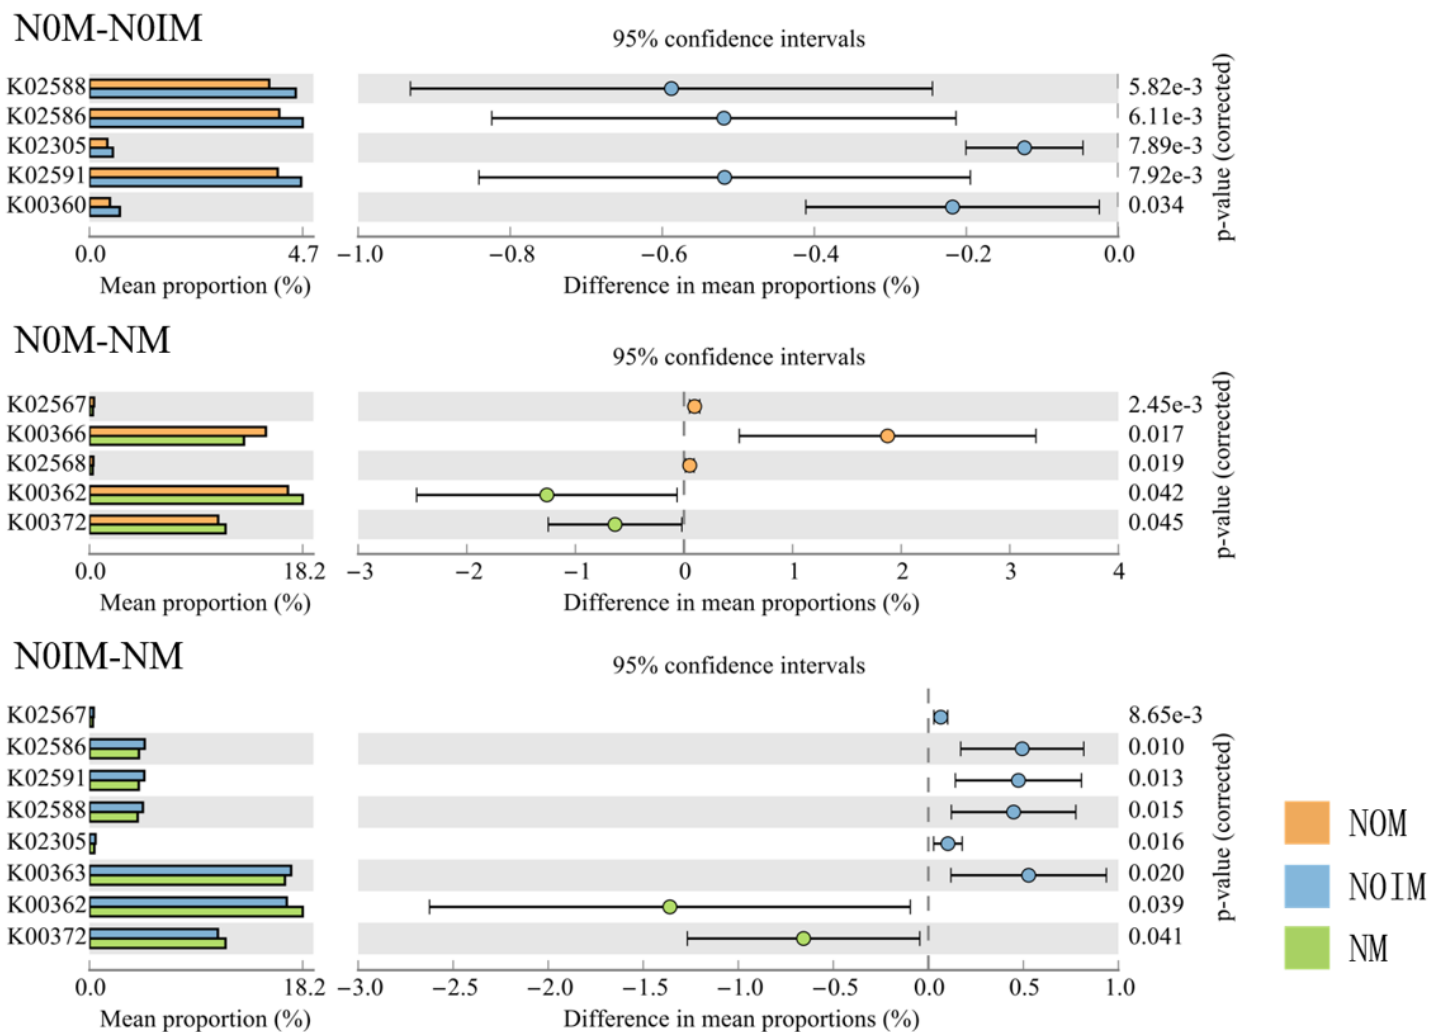 N0M-N0IM
95% confidence intervals
K02588 5.82e-3
K02586 6.11e-3
K02305 7.89e-3
K02591 7.92e-3
K00360 0.034
p-value (corrected)
0.0 4.7 −1.0 −0.8 −0.6 −0.4 −0.2 0.0
Mean proportion (%) Difference in mean proportions (%)
N0M-NM
95% confidence intervals
K02567 2.45e-3
K00366 0.017
K02568 0.019
K00362 0.042
K00372 0.045
p-value (corrected)
0.0 18.2 −3 −2 −1 0 1 2 3 4
Mean proportion (%) Difference in mean proportions (%)
N0IM-NM
95% confidence intervals
K02567 8.65e-3
K02586 0.010
K02591 0.013
K02588 0.015
K02305 0.016
K00363 0.020
K00362 0.039
K00372 0.041
p-value (corrected)
0.0 18.2 −3.0 −2.5 −2.0 −1.5 −1.0 −0.5 0.0 0.5 1.0
Mean proportion (%) Difference in mean proportions (%)
NOM
NOIM
NM